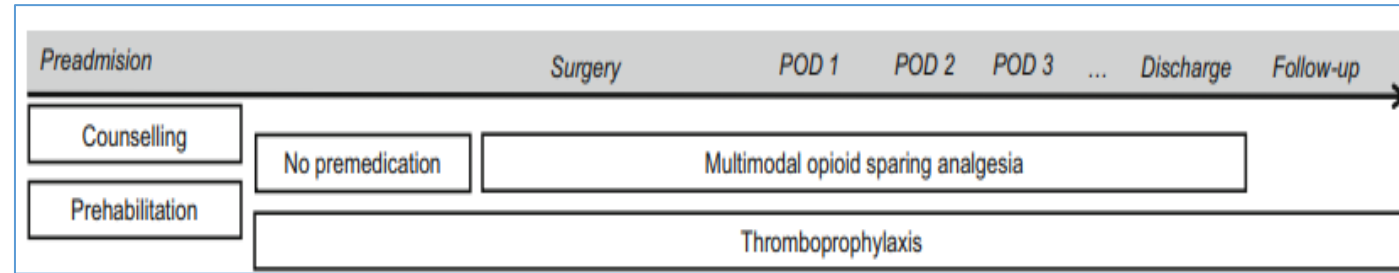 Preadmision Surgery POD 1 POD 2 POD 3 ... Discharge Follow-up
Counselling
No premedication Multimodal opioid sparing analgesia
Prehabilitation
Thromboprophylaxis